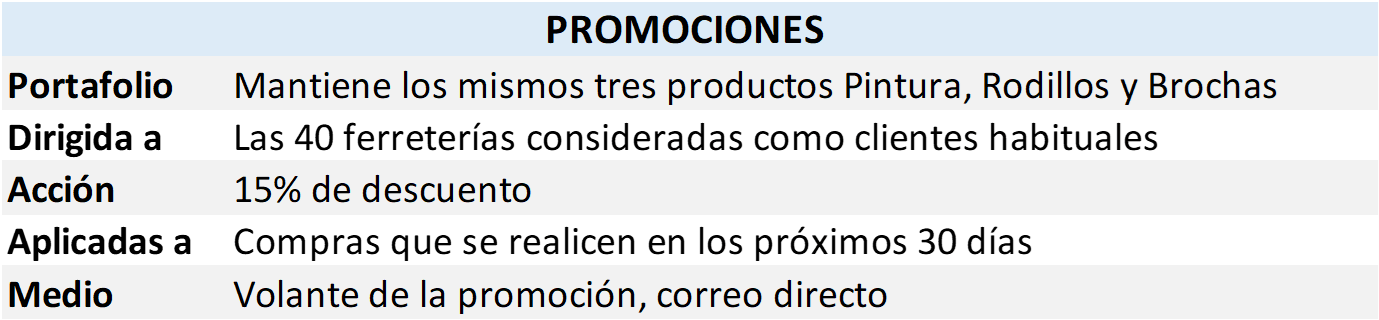 PROMOCIONES
Portafolio Mantiene los mismos tres productos Pintura, Rodillos y Brochas
Dirigida a Las 40 ferreterías consideradas como clientes habituales
Acción 15% de descuento
Aplicadas a Compras que se realicen en los próximos 30 días
Medio Volante de la promoción, correo directo